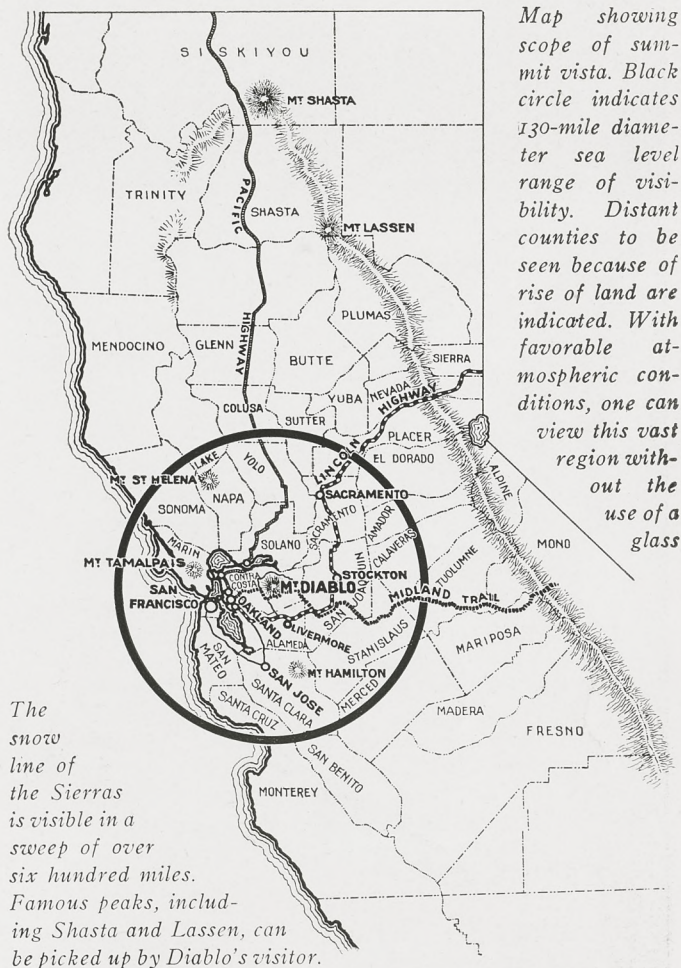 Map showing
scope of sum-
mit vista. Black
circle indicates
130-mile diame-
ter sea level
range of visi-
bility. Distant
counties to be
seen because of
rise of land are
indicated. With
favorable at-
mospheric con-
ditions, one can
view this vast
region with-
out the
use of a
glass
SISKIYOU
MT SHASTA
TRINITY
PACIFIC
SHASTA
MT LASSEN
PLUMAS
MENDOCINO
GLENN
HIGHWAY
BUTTE
SIERRA
YUBA
NEVADA
COLUSA
SUTTER
LINCOLN HIGHWAY
PLACER
EL DORADO
LAKE
YOLO
MT ST HELENA
NAPA
SONOMA
SACRAMENTO
SACRAMENTO
AMADOR
ALPINE
MARIN
SOLANO
CALAVERAS
MONO
MT TAMALPAIS
CONTRA
COSTA
MT DIABLO
STOCKTON
SAN JOAQUIN
TUOLUMNE
MIDLAND TRAIL
SAN
FRANCISCO
OAKLAND
LIVERMORE
ALAMEDA
STANISLAUS
MARIPOSA
SAN
MATEO
MT HAMILTON
SAN JOSE
MERCED
SANTA CLARA
SANTA CRUZ
MADERA
FRESNO
SAN BENITO
MONTEREY
The
snow
line of
the Sierras
is visible in a
sweep of over
six hundred miles.
Famous peaks, includ-
ing Shasta and Lassen, can
be picked up by Diablo's visitor.